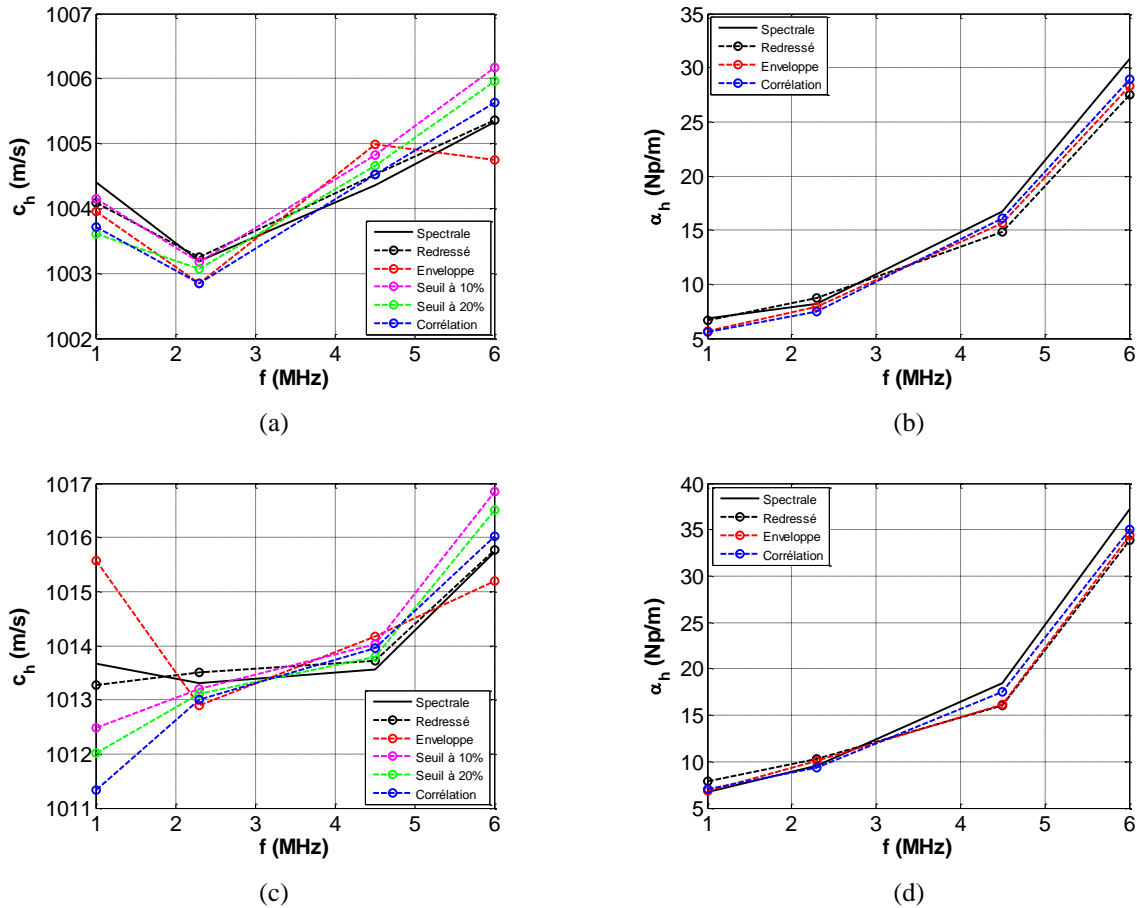 1007
1006
1005
1004
1003
1002
c_h (m/s)
1 2 3 4 5 6
f (MHz)
Spectrale
Redressé
Enveloppe
Seuil à 10%
Seuil à 20%
Corrélation
(a)
35
30
25
20
15
10
5
α_h (Np/m)
1 2 3 4 5 6
f (MHz)
Spectrale
Redressé
Enveloppe
Corrélation
(b)
1017
1016
1015
1014
1013
1012
1011
c_h (m/s)
1 2 3 4 5 6
f (MHz)
Spectrale
Redressé
Enveloppe
Seuil à 10%
Seuil à 20%
Corrélation
(c)
40
35
30
25
20
15
10
5
α_h (Np/m)
1 2 3 4 5 6
f (MHz)
Spectrale
Redressé
Enveloppe
Corrélation
(d)